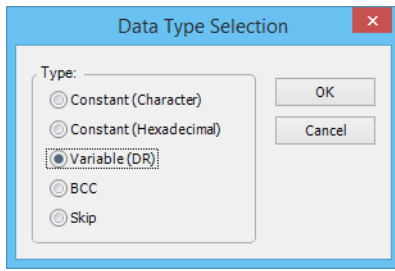 Data Type Selection
Type:
Constant (Character)
Constant (Hexadecimal)
Variable (DR)
BCC
Skip
OK
Cancel